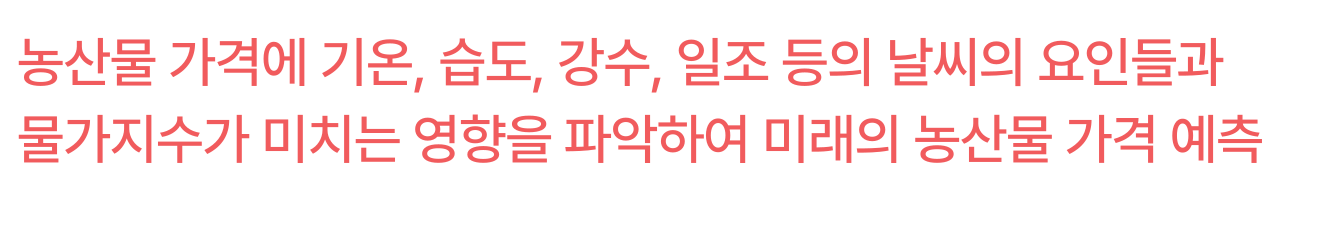 농산물 가격에 기온, 습도, 강수, 일조 등의 날씨의 요인들과
물가지수가 미치는 영향을 파악하여 미래의 농산물 가격 예측